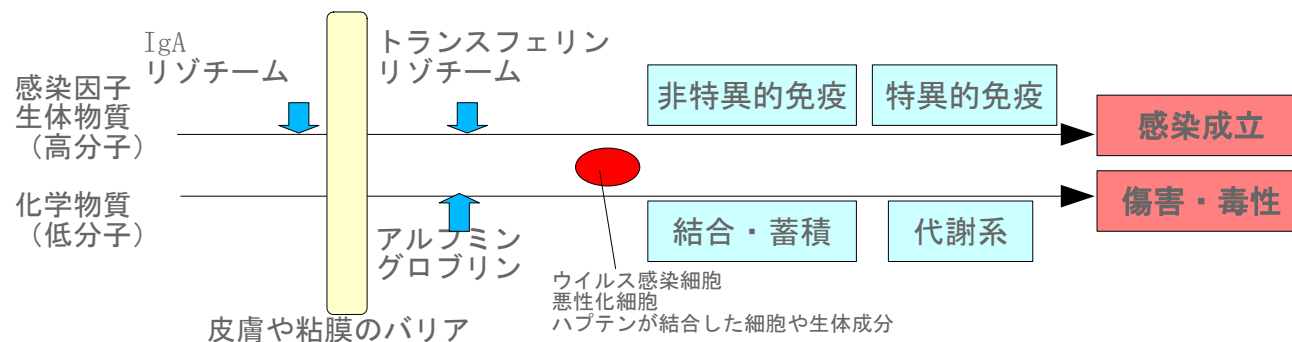 IgA
リゾチーム
トランスフェリン
リゾチーム
感染因子
生体物質
（高分子）
非特異的免疫
特異的免疫
感染成立
化学物質
（低分子）
アルブミン
グロブリン
結合・蓄積
代謝系
傷害・毒性
ウイルス感染細胞
悪性化細胞
ハプテンが結合した細胞や生体成分
皮膚や粘膜のバリア